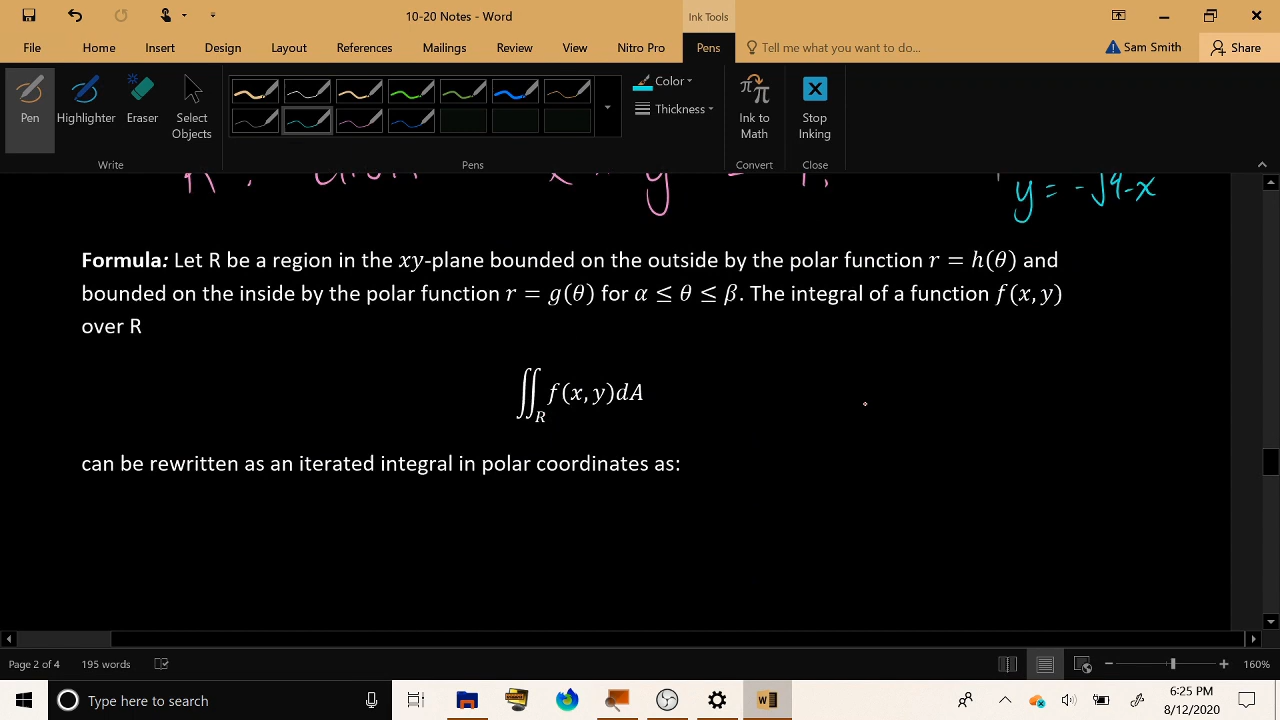 10-20 Notes - Word
Ink Tools
File Home Insert Design Layout References Mailings Review View Nitro Pro Pens Tell me what you want to do... Sam Smith Share
Pen Highlighter Eraser Select Objects
Color
Thickness
Ink to Math
Stop Inking
Write Pens Convert Close
y = -√4-x
Formula: Let R be a region in the xy-plane bounded on the outside by the polar function r = h(θ) and
bounded on the inside by the polar function r = g(θ) for α ≤ θ ≤ β. The integral of a function f(x, y)
over R
∬_R f(x, y)dA
can be rewritten as an iterated integral in polar coordinates as:
Page 2 of 4 195 words 160%
Type here to search
6:25 PM
8/12/2020